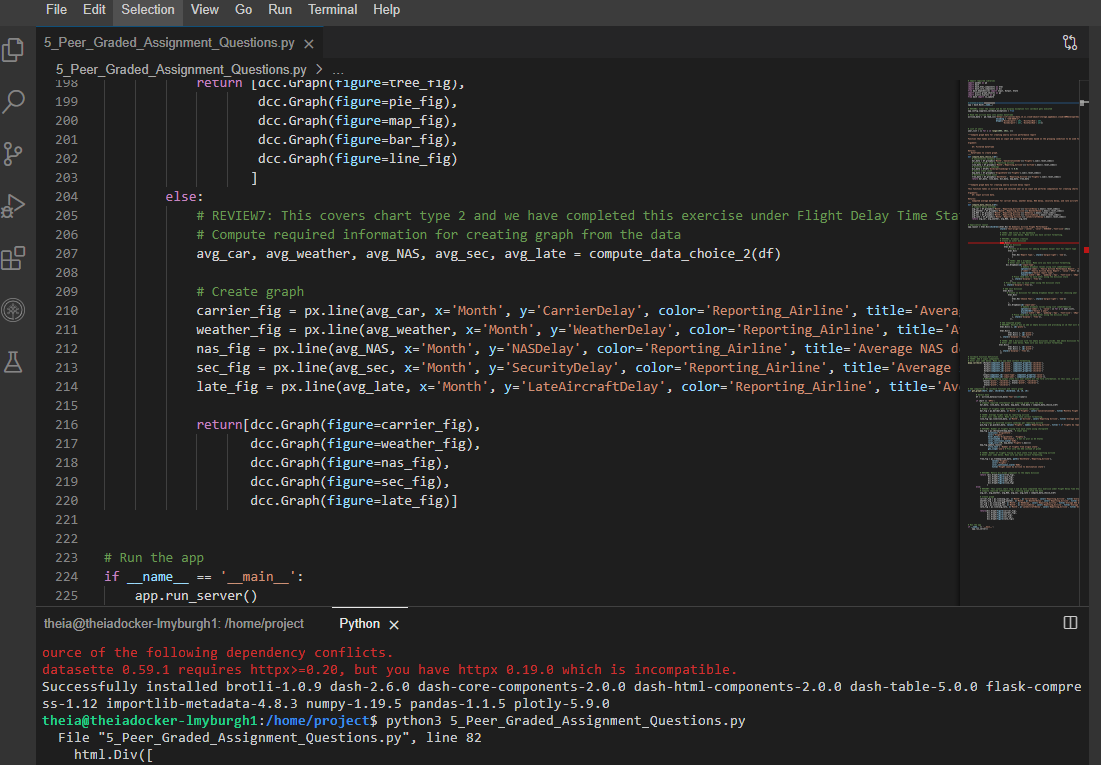 File Edit Selection View Go Run Terminal Help
5_Peer_Graded_Assignment_Questions.py ×
5_Peer_Graded_Assignment_Questions.py > ...
198 return [dcc.Graph(figure=tree_fig),
199 dcc.Graph(figure=pie_fig),
200 dcc.Graph(figure=map_fig),
201 dcc.Graph(figure=bar_fig),
202 dcc.Graph(figure=line_fig)
203 ]
204 else:
205 # REVIEW7: This covers chart type 2 and we have completed this exercise under Flight Delay Time Sta
206 # Compute required information for creating graph from the data
207 avg_car, avg_weather, avg_NAS, avg_sec, avg_late = compute_data_choice_2(df)
208
209 # Create graph
210 carrier_fig = px.line(avg_car, x='Month', y='CarrierDelay', color='Reporting_Airline', title='Avera
211 weather_fig = px.line(avg_weather, x='Month', y='WeatherDelay', color='Reporting_Airline', title='A
212 nas_fig = px.line(avg_NAS, x='Month', y='NASDelay', color='Reporting_Airline', title='Average NAS d
213 sec_fig = px.line(avg_sec, x='Month', y='SecurityDelay', color='Reporting_Airline', title='Average
214 late_fig = px.line(avg_late, x='Month', y='LateAircraftDelay', color='Reporting_Airline', title='Av
215
216 return[dcc.Graph(figure=carrier_fig),
217 dcc.Graph(figure=weather_fig),
218 dcc.Graph(figure=nas_fig),
219 dcc.Graph(figure=sec_fig),
220 dcc.Graph(figure=late_fig)]
221
222
223 # Run the app
224 if __name__ == '__main__':
225 app.run_server()
theia@theiadocker-lmyburgh1: /home/project Python ×
ource of the following dependency conflicts.
datasette 0.59.1 requires httpx>=0.20, but you have httpx 0.19.0 which is incompatible.
Successfully installed brotli-1.0.9 dash-2.6.0 dash-core-components-2.0.0 dash-html-components-2.0.0 dash-table-5.0.0 flask-compre
ss-1.12 importlib-metadata-4.8.3 numpy-1.19.5 pandas-1.1.5 plotly-5.9.0
theia@theiadocker-lmyburgh1:/home/project$ python3 5_Peer_Graded_Assignment_Questions.py
File "5_Peer_Graded_Assignment_Questions.py", line 82
html.Div([